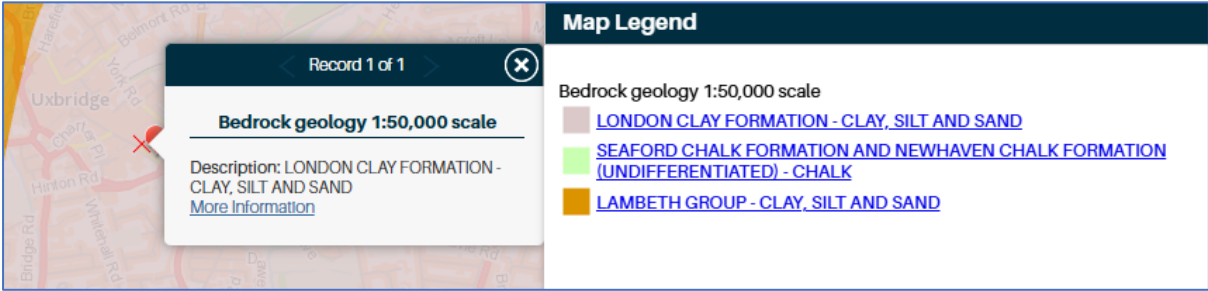 Belmont Rd
York Rd
Uxbridge
Hinton Rd
Whitehall Rd
Bridge Rd
Record 1 of 1
Bedrock geology 1:50,000 scale
Description: LONDON CLAY FORMATION -
CLAY, SILT AND SAND
More Information
Map Legend
Bedrock geology 1:50,000 scale
LONDON CLAY FORMATION - CLAY, SILT AND SAND
SEAFORD CHALK FORMATION AND NEWHAVEN CHALK FORMATION
(UNDIFFERENTIATED) - CHALK
LAMBETH GROUP - CLAY, SILT AND SAND